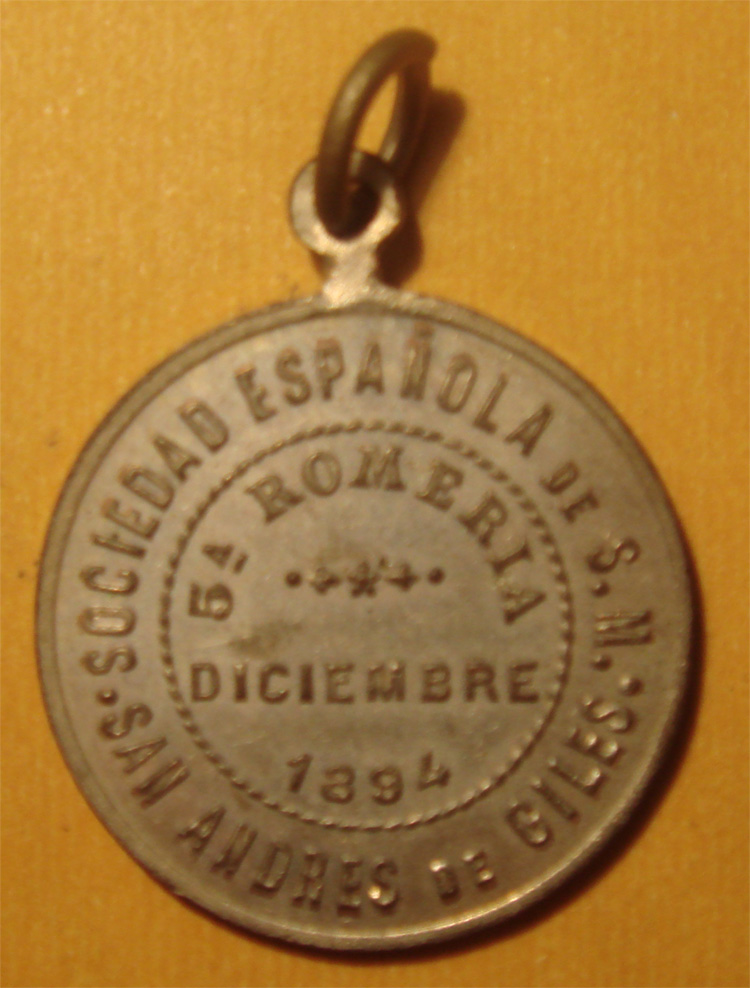 SOCIEDAD ESPAÑOLA DE S. M.
SAN ANDRES DE GILES
5A ROMERIA
DICIEMBRE
1894